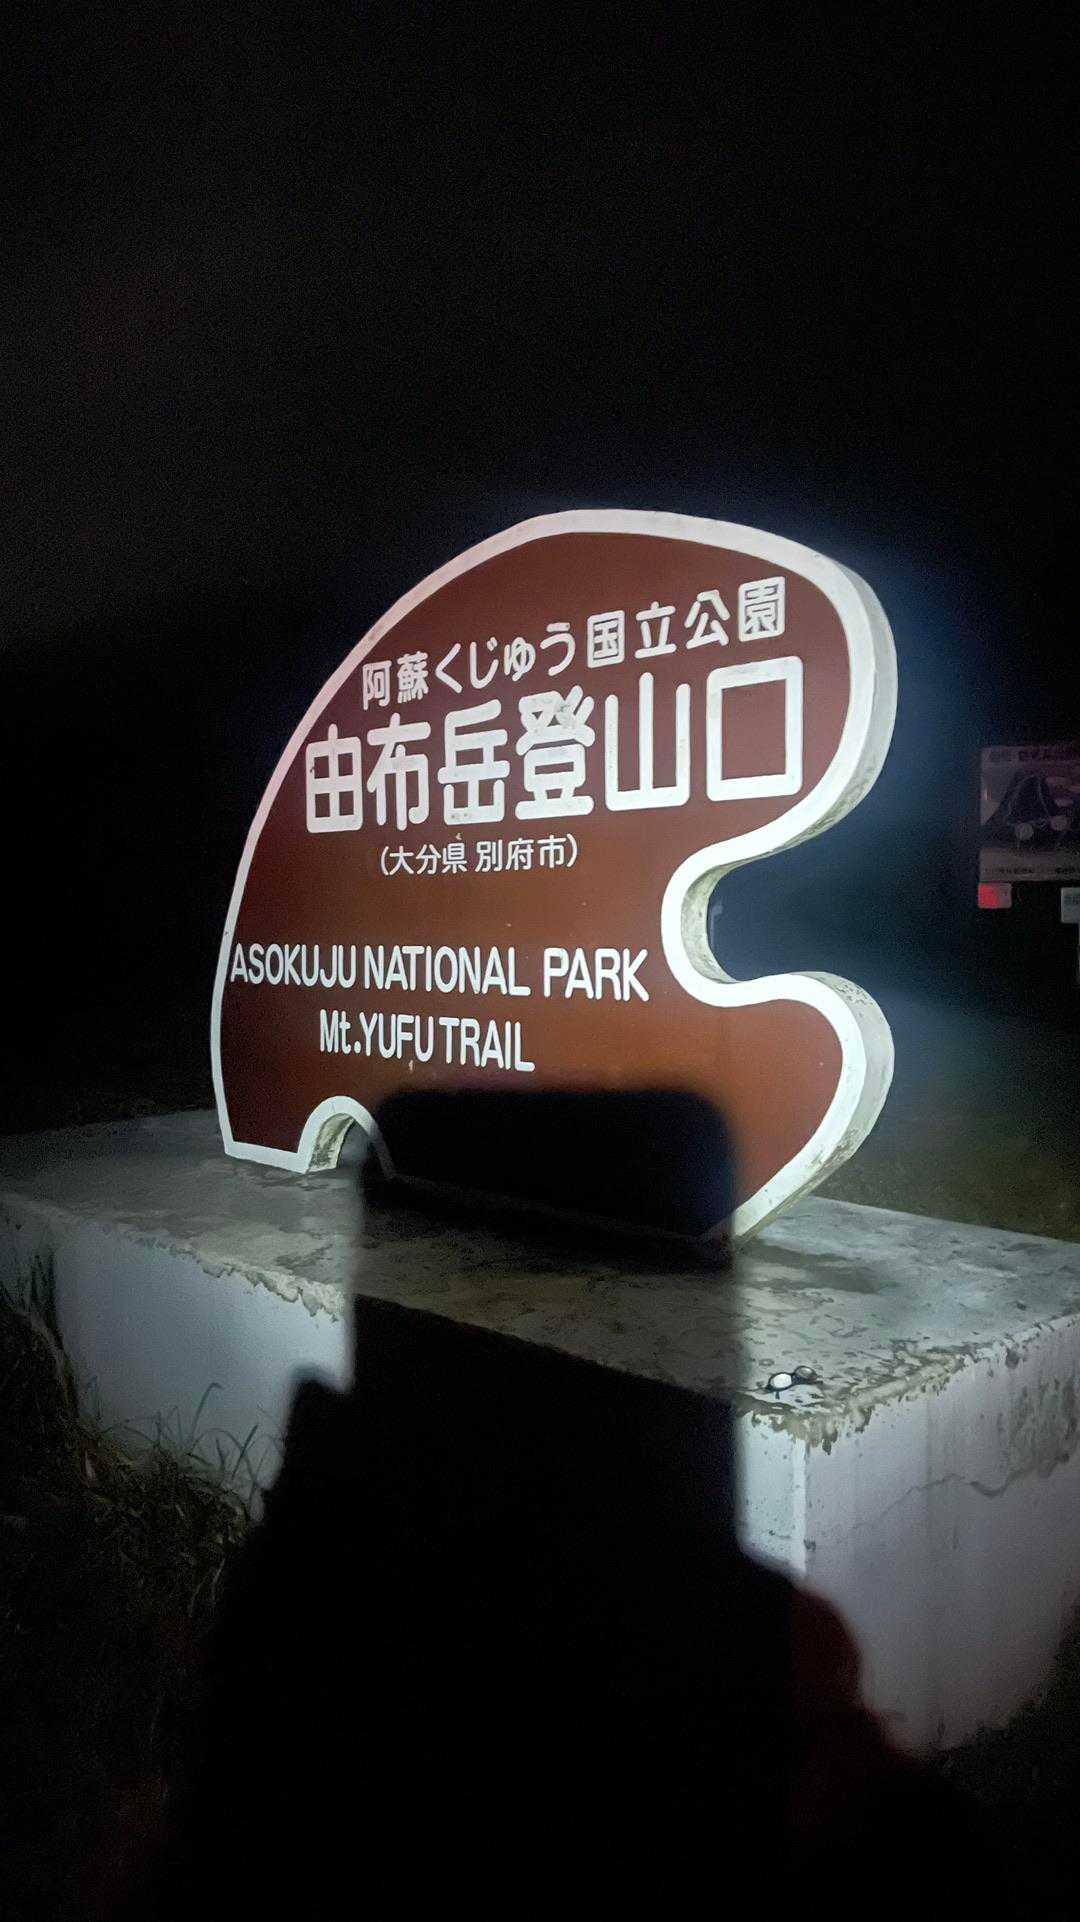 阿蘇くじゅう国立公園
由布岳登山口
(大分県 別府市)
ASOKUJU NATIONAL PARK
Mt.YUFU TRAIL